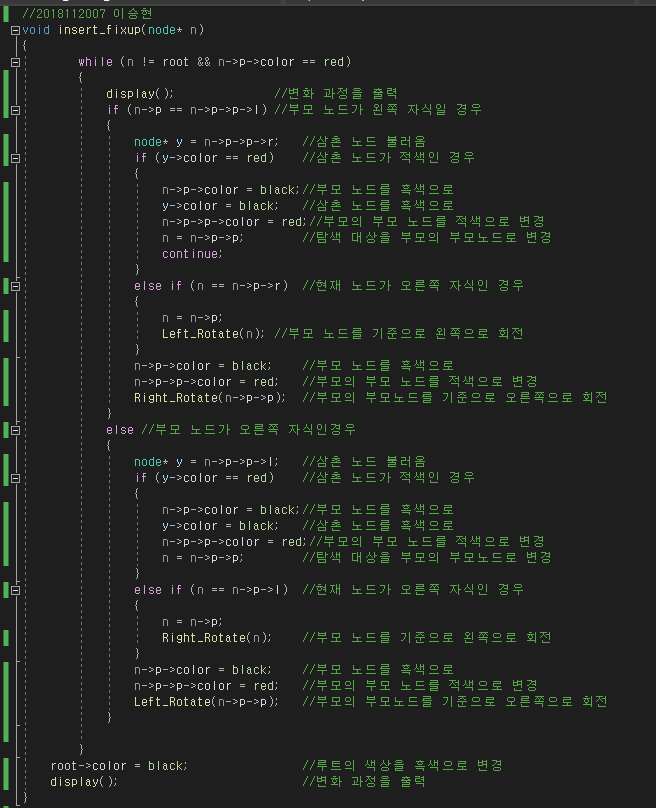 //2018112007 이승현
void insert_fixup(node* n)
{
while (n != root && n->p->color == red)
{
display(); //변화 과정을 출력
if (n->p == n->p->p->l) //부모 노드가 왼쪽 자식일 경우
{
node* y = n->p->p->r; //삼촌 노드 불러옴
if (y->color == red) //삼촌 노드가 적색인 경우
{
n->p->color = black;//부모 노드를 흑색으로
y->color = black; //삼촌 노드를 흑색으로
n->p->p->color = red;//부모의 부모 노드를 적색으로 변경
n = n->p->p; //탐색 대상을 부모의 부모노드로 변경
continue;
}
else if (n == n->p->r) //현재 노드가 오른쪽 자식인 경우
{
n = n->p;
Left_Rotate(n); //부모 노드를 기준으로 왼쪽으로 회전
}
n->p->color = black; //부모 노드를 흑색으로
n->p->p->color = red; //부모의 부모 노드를 적색으로 변경
Right_Rotate(n->p->p); //부모의 부모노드를 기준으로 오른쪽으로 회전
}
else //부모 노드가 오른쪽 자식인경우
{
node* y = n->p->p->l; //삼촌 노드 불러옴
if (y->color == red) //삼촌 노드가 적색인 경우
{
n->p->color = black;//부모 노드를 흑색으로
y->color = black; //삼촌 노드를 흑색으로
n->p->p->color = red;//부모의 부모 노드를 적색으로 변경
n = n->p->p; //탐색 대상을 부모의 부모노드로 변경
}
else if (n == n->p->l) //현재 노드가 오른쪽 자식인 경우
{
n = n->p;
Right_Rotate(n); //부모 노드를 기준으로 왼쪽으로 회전
}
n->p->color = black; //부모 노드를 흑색으로
n->p->p->color = red; //부모의 부모 노드를 적색으로 변경
Left_Rotate(n->p->p); //부모의 부모노드를 기준으로 오른쪽으로 회전
}
}
root->color = black; //루트의 색상을 흑색으로 변경
display(); //변화 과정을 출력
}